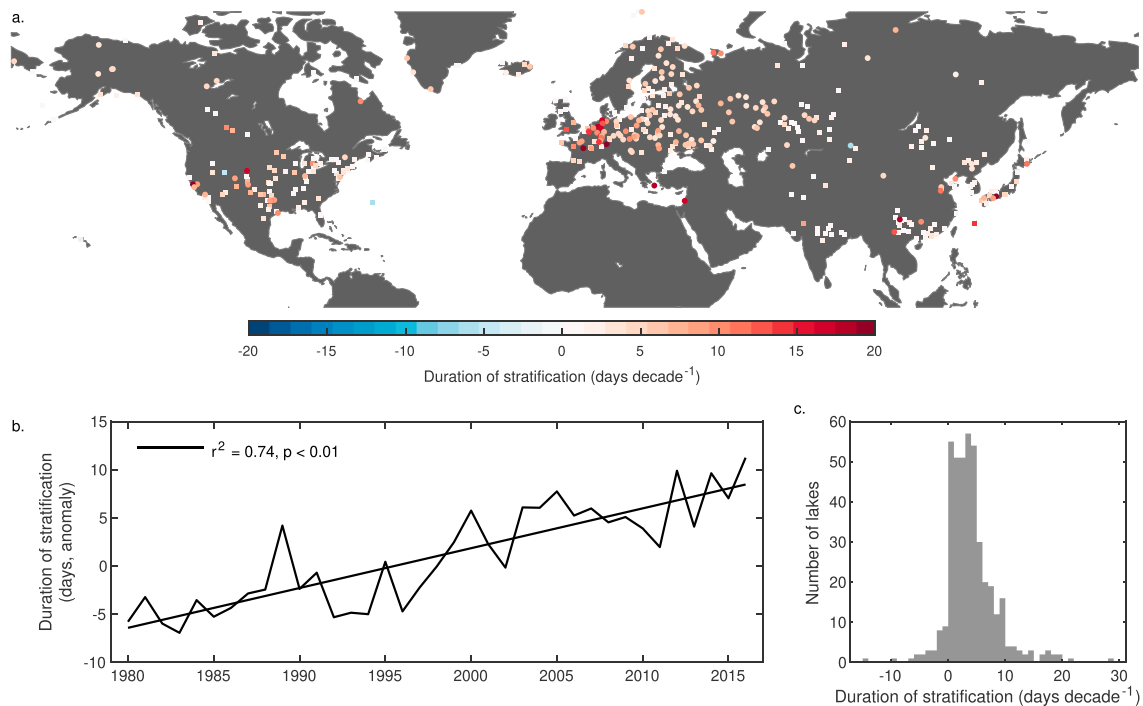 a.
-20 -15 -10 -5 0 5 10 15 20
Duration of stratification (days decade⁻¹)
b.
15
10
5
0
-5
-10
Duration of stratification
(days, anomaly)
r² = 0.74, p < 0.01
1980 1985 1990 1995 2000 2005 2010 2015
c.
60
50
40
30
20
10
0
Number of lakes
-10 0 10 20 30
Duration of stratification (days decade⁻¹)